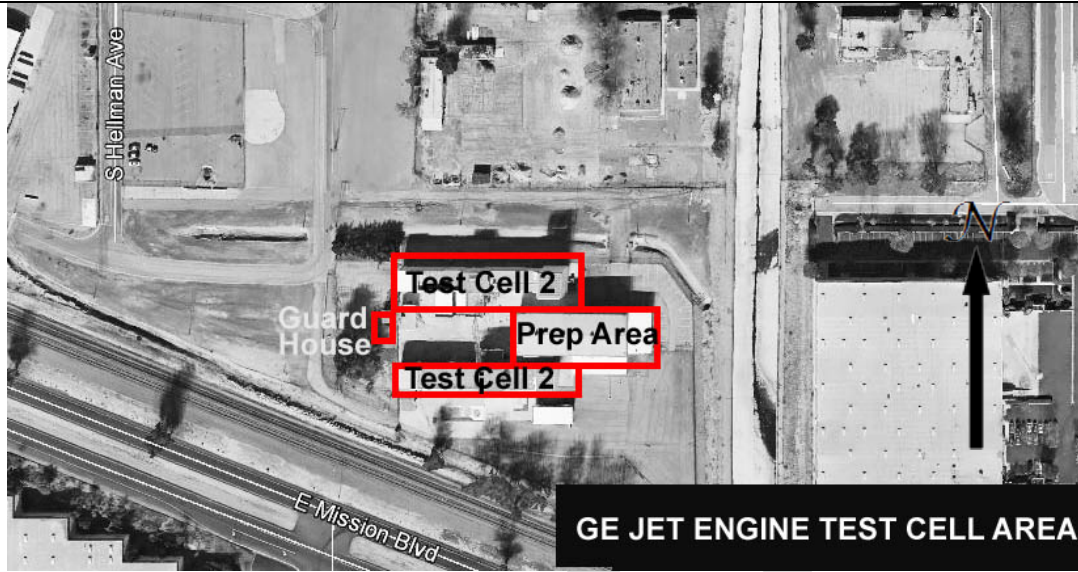 S Hellman Ave
N
Test Cell 2
Guard
House
Prep Area
Test Cell 2
E Mission Blvd
GE JET ENGINE TEST CELL AREA